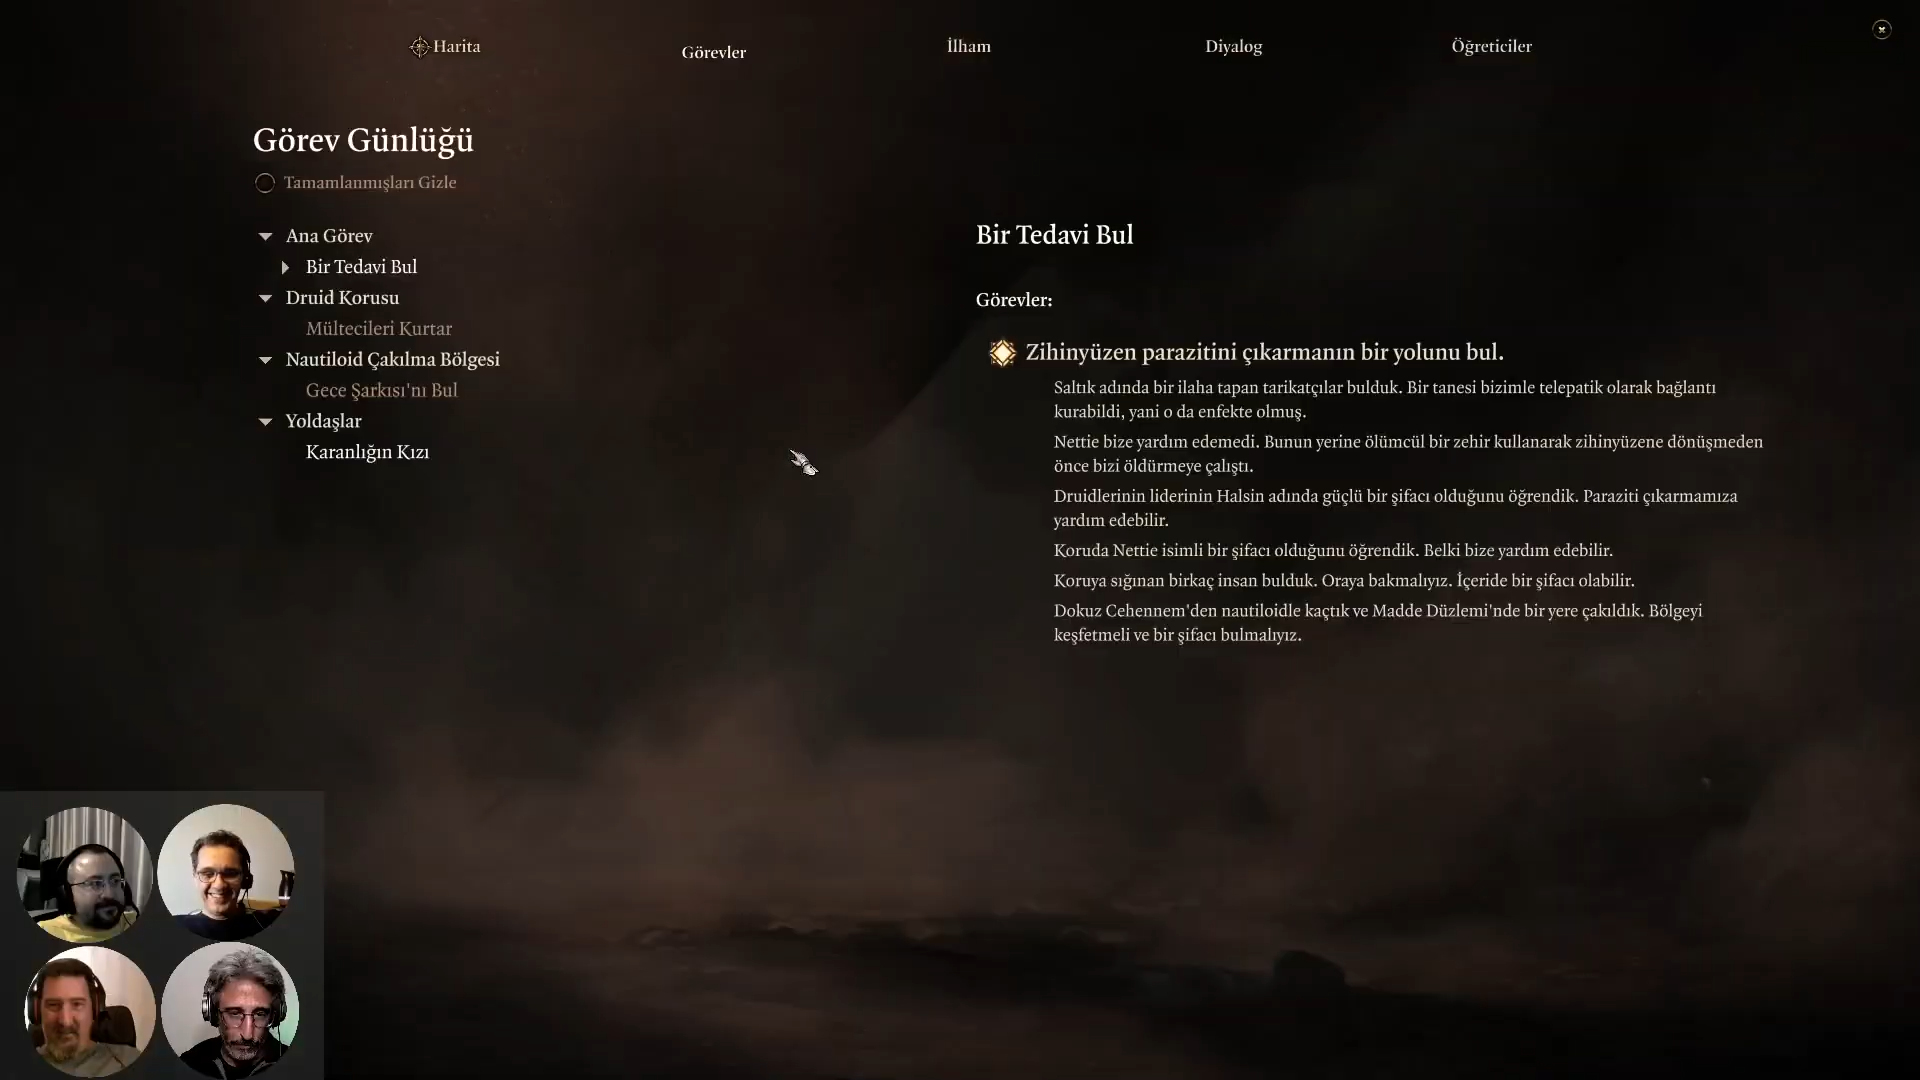 Harita
Görevler
İlham
Diyalog
Öğreticiler
Görev Günlüğü
Tamamlanmışları Gizle
Ana Görev
Bir Tedavi Bul
Druid Korusu
Mültecileri Kurtar
Nautiloid Çakılma Bölgesi
Gece Şarkısı'nı Bul
Yoldaşlar
Karanlığın Kızı
Bir Tedavi Bul
Görevler:
Zihinyüzen parazitini çıkarmanın bir yolunu bul.
Saltık adında bir ilaha tapan tarikatçılar bulduk. Bir tanesi bizimle telepatik olarak bağlantı
kurabildi, yani o da enfekte olmuş.
Nettie bize yardım edemedi. Bunun yerine ölümcül bir zehir kullanarak zihinyüzene dönüşmeden
önce bizi öldürmeye çalıştı.
Druidlerinin liderinin Halsin adında güçlü bir şifacı olduğunu öğrendik. Paraziti çıkarmamıza
yardım edebilir.
Koruda Nettie isimli bir şifacı olduğunu öğrendik. Belki bize yardım edebilir.
Koruya sığınan birkaç insan bulduk. Oraya bakmalıyız. İçeride bir şifacı olabilir.
Dokuz Cehennem'den nautiloidle kaçtık ve Madde Düzlemi'nde bir yere çakıldık. Bölgeyi
keşfetmeli ve bir şifacı bulmalıyız.